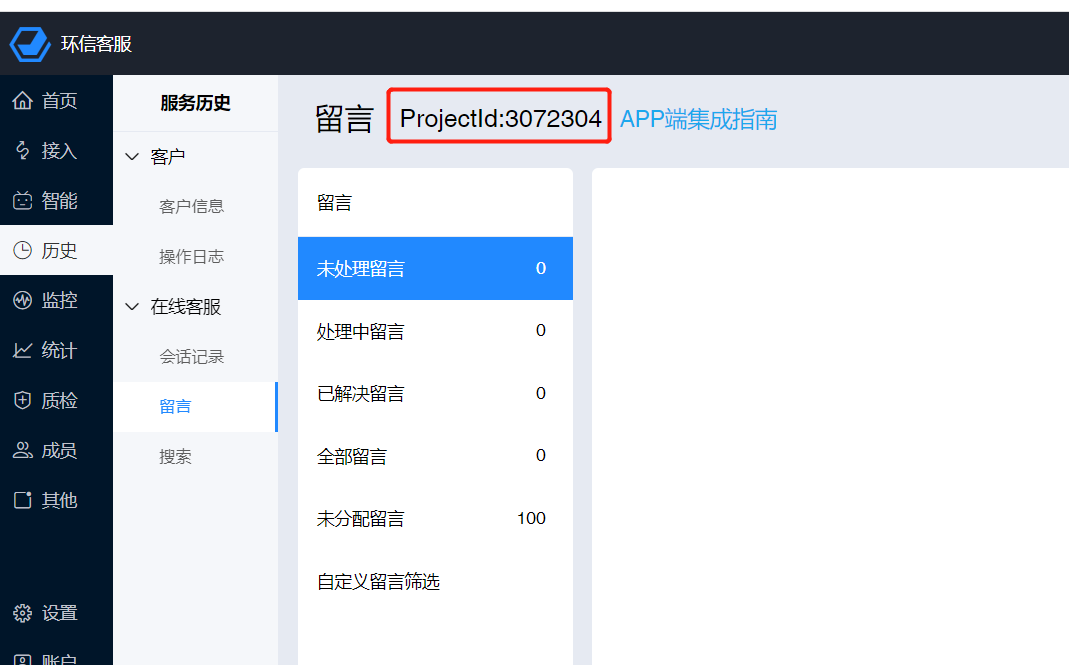 环信客服
首页
接入
智能
历史
监控
统计
质检
成员
其他
设置
账户
服务历史
客户
客户信息
操作日志
在线客服
会话记录
留言
搜索
留言 ProjectId:3072304 APP端集成指南
留言
未处理留言 0
处理中留言 0
已解决留言 0
全部留言 0
未分配留言 100
自定义留言筛选